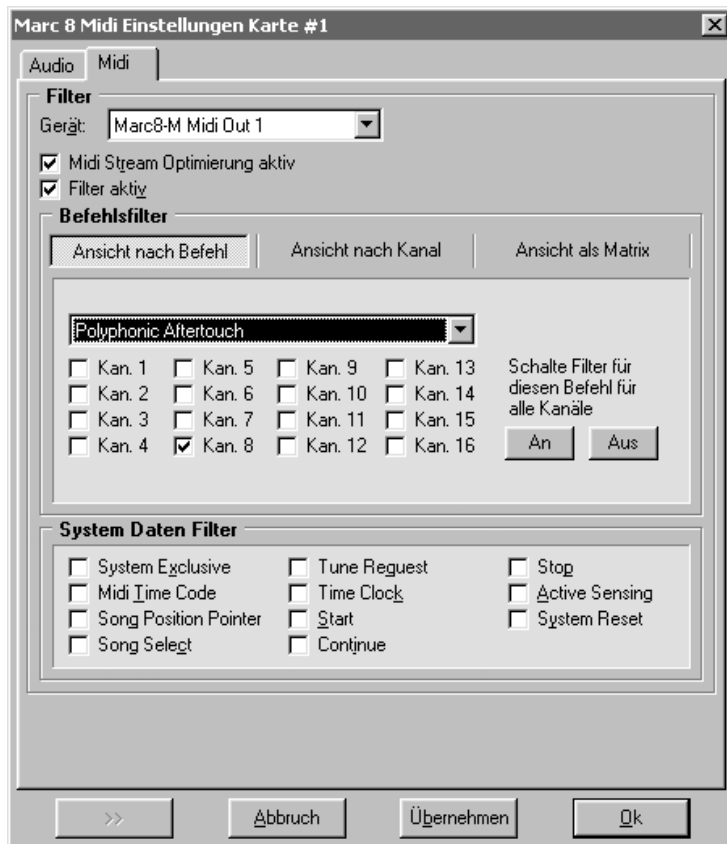 Marc 8 Midi Einstellungen Karte #1
Audio Midi
Filter
Gerät: Marc8-M Midi Out 1
Midi Stream Optimierung aktiv
Filter aktiv
Befehlsfilter
Ansicht nach Befehl Ansicht nach Kanal Ansicht als Matrix
Polyphonic Aftertouch
Kan. 1 Kan. 5 Kan. 9 Kan. 13
Kan. 2 Kan. 6 Kan. 10 Kan. 14
Kan. 3 Kan. 7 Kan. 11 Kan. 15
Kan. 4 Kan. 8 Kan. 12 Kan. 16
Schalte Filter für
diesen Befehl für
alle Kanäle
An Aus
System Daten Filter
System Exclusive Tune Reguest Stop
Midi Time Code Time Clock Active Sensing
Song Position Pointer Start System Reset
Song Select Continue
>> Abbruch Übernehmen Ok